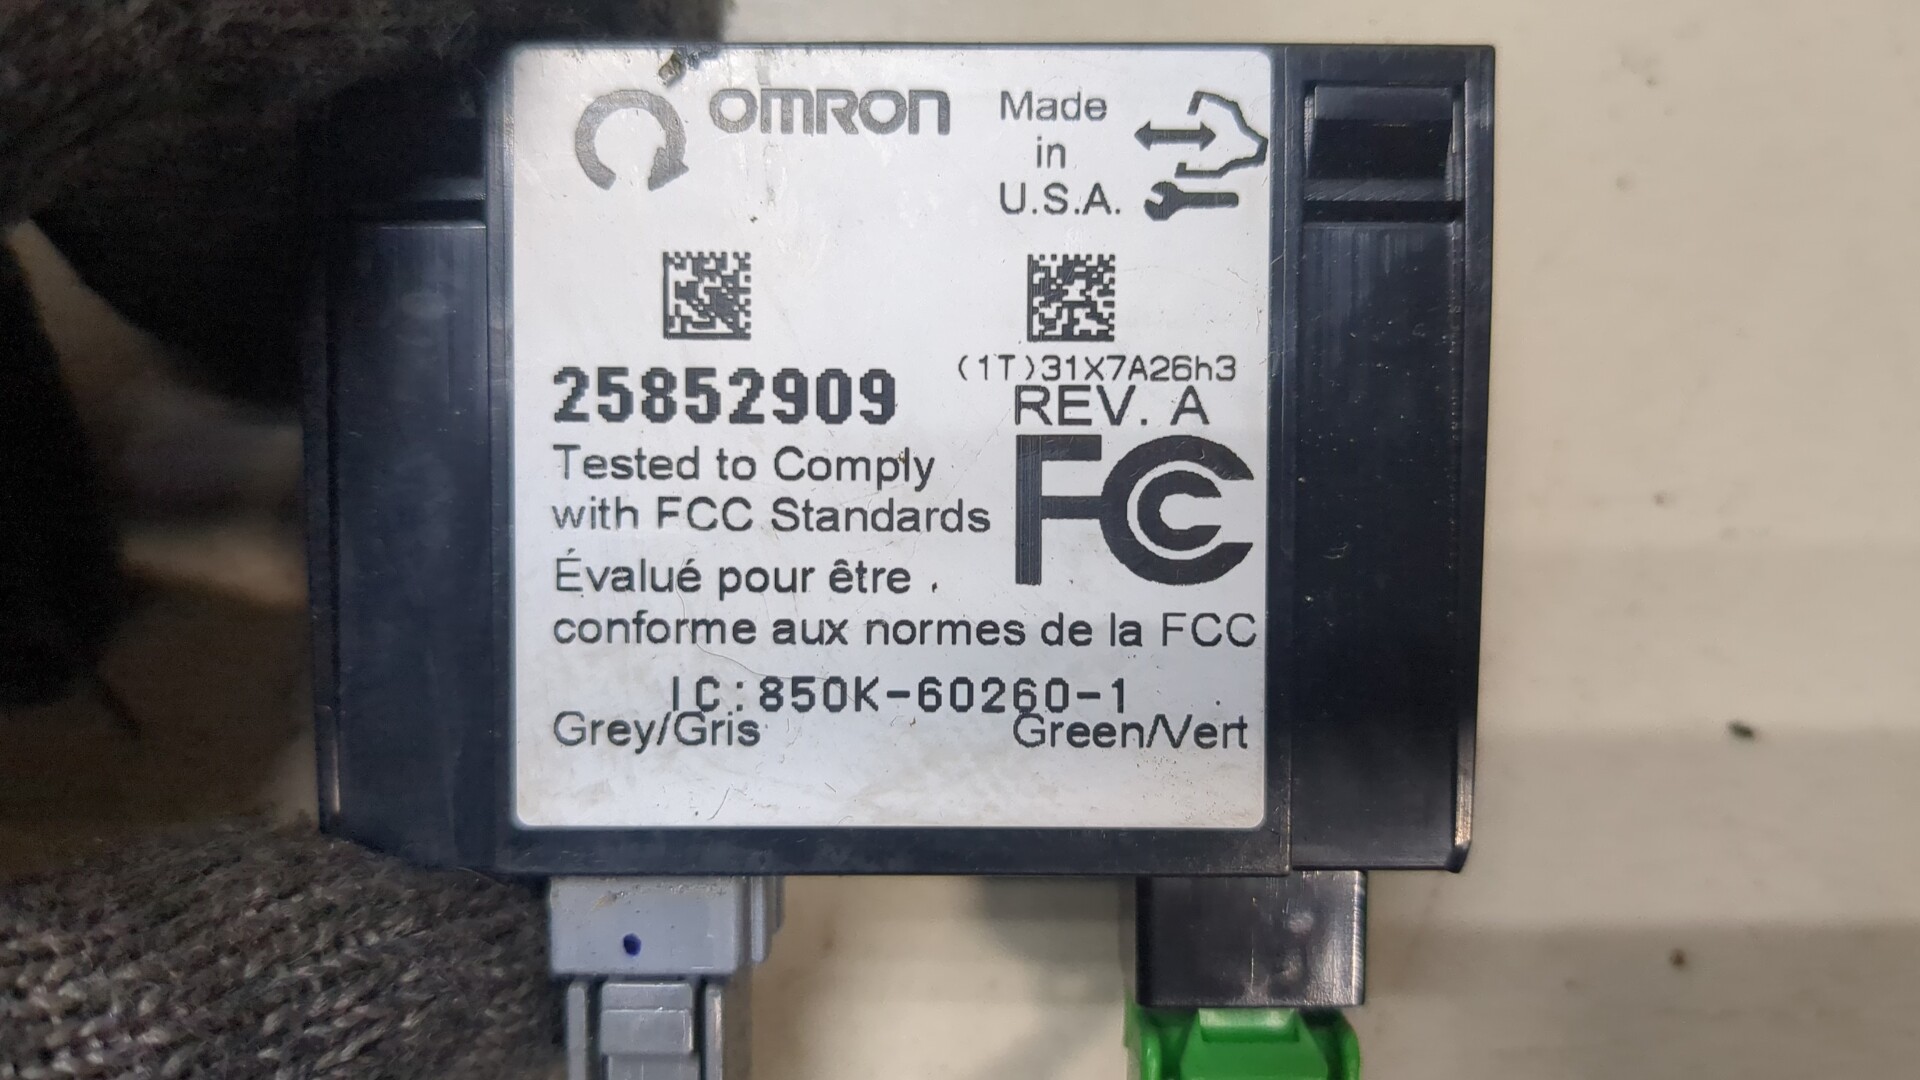 OMRON
Made
in
U.S.A.
25852909
(1T)31X7A26h3
REV. A
Tested to Comply
with FCC Standards
FC
Évalué pour être
conforme aux normes de la FCC
IC:850K-60260-1
Grey/Gris
Green/Vert